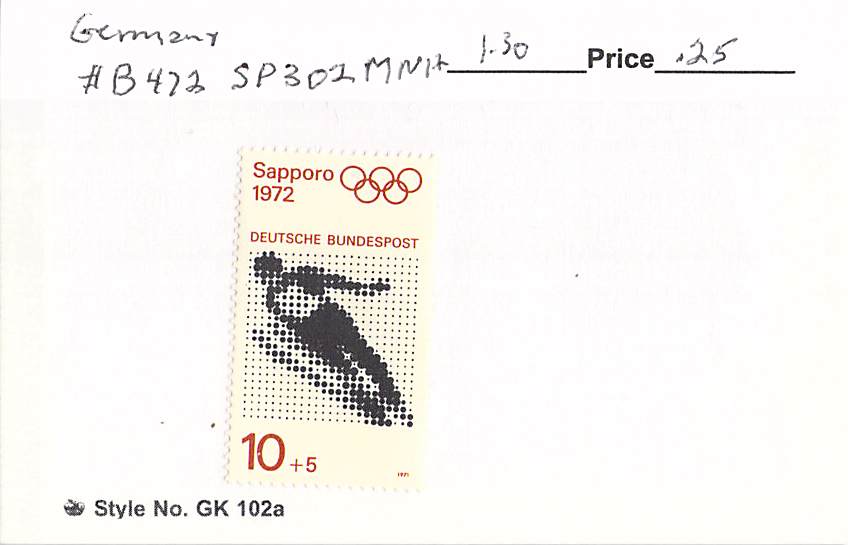 Germany
#B472 SP302 MNH 1.30 Price .25
Sapporo
1972
DEUTSCHE BUNDESPOST
10 +5
1971
Style No. GK 102a